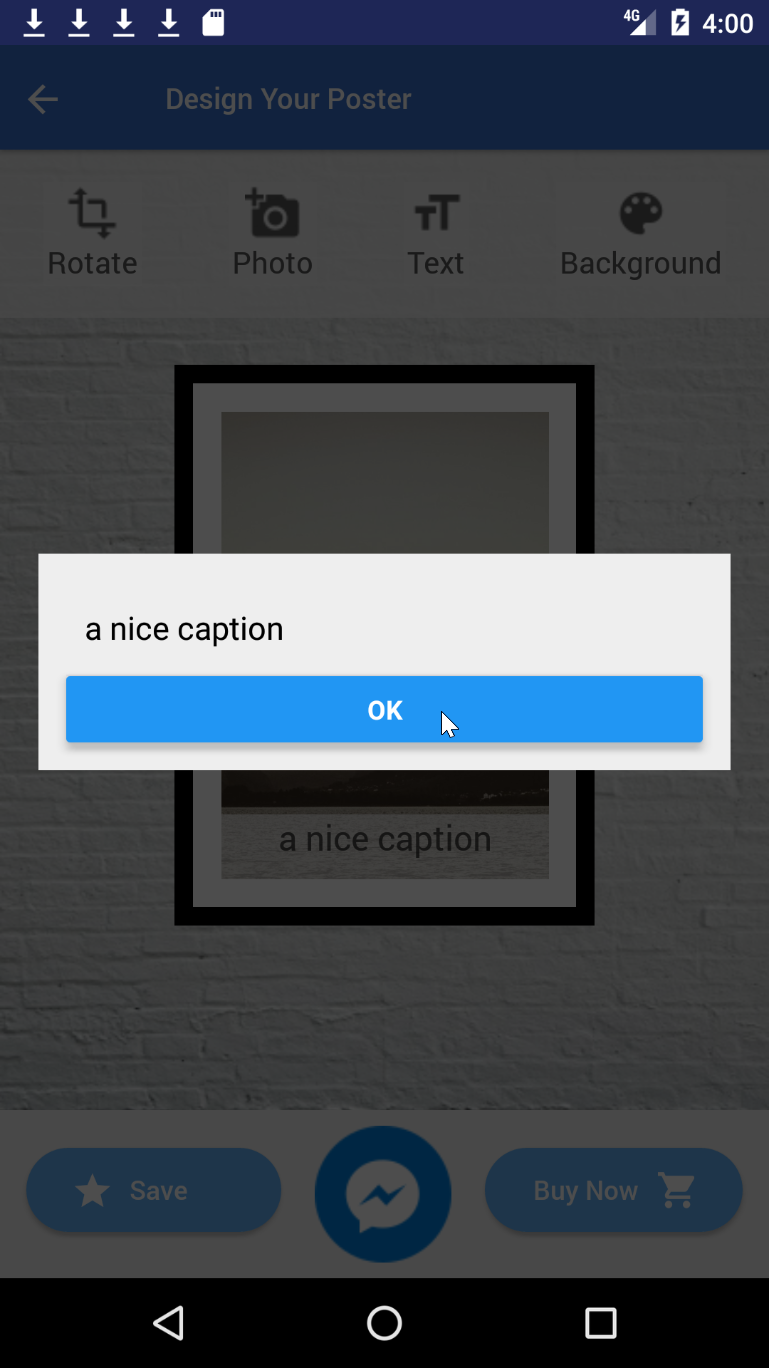 4G 4:00
Design Your Poster
Rotate Photo Text Background
a nice caption
OK
a nice caption
Save Buy Now